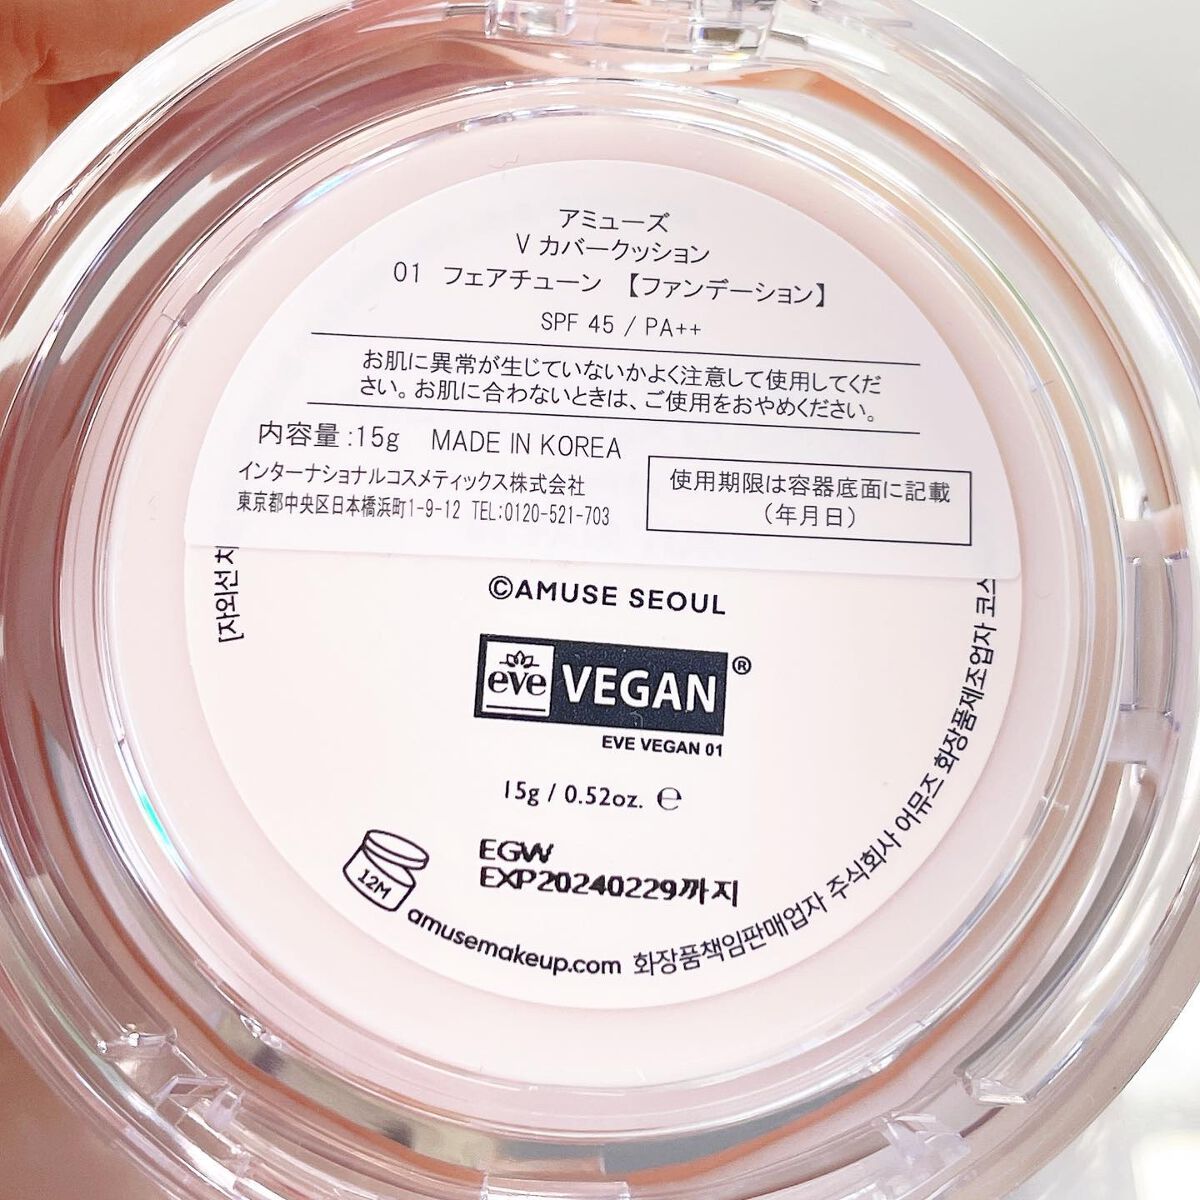 アミューズ
V カバークッション
01 フェアチューン 【ファンデーション】
SPF 45 / PA++
お肌に異常が生じていないかよく注意して使用してくだ
さい。お肌に合わないときは、ご使用をおやめください。
内容量:15g MADE IN KOREA
インターナショナルコスメティックス株式会社
東京都中央区日本橋浜町1-9-12 TEL:0120-521-703
使用期限は容器底面に記載
（年月日）
[자외선 차
©AMUSE SEOUL
eve VEGAN ®
EVE VEGAN 01
15g / 0.52oz. ℮
12M
EGW
EXP20240229까지
amusemakeup.com 화장품책임판매업자 주식회사 어뮤즈 화장품제조업자 코스